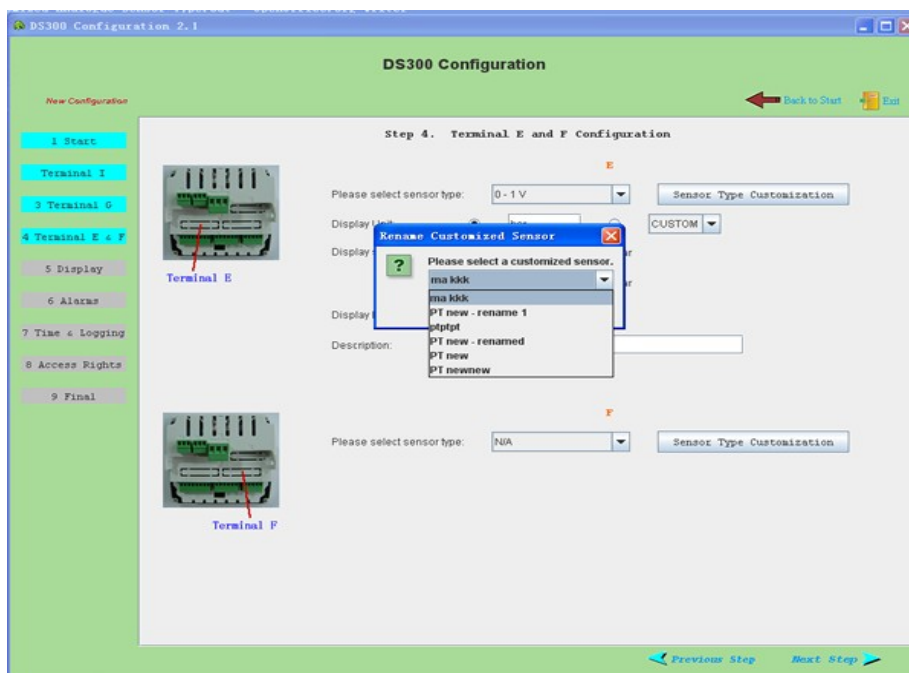 DS300 Configuration 2.1
DS300 Configuration
New Configuration
Back to Start
Exit
Step 4. Terminal E and F Configuration
1 Start
Terminal I
3 Terminal G
4 Terminal E & F
5 Display
6 Alarms
7 Time & Logging
8 Access Rights
9 Final
E
Please select sensor type:
0 - 1 V
Sensor Type Customization
Display Unit:
CUSTOM
Display
Rename Customized Sensor
Please select a customized sensor.
ma kkk
ma kkk
PT new - rename 1
ptptpt
PT new - renamed
PT new
PT newnew
Display
Description:
Terminal E
F
Please select sensor type:
N/A
Sensor Type Customization
Terminal F
Previous Step
Next Step